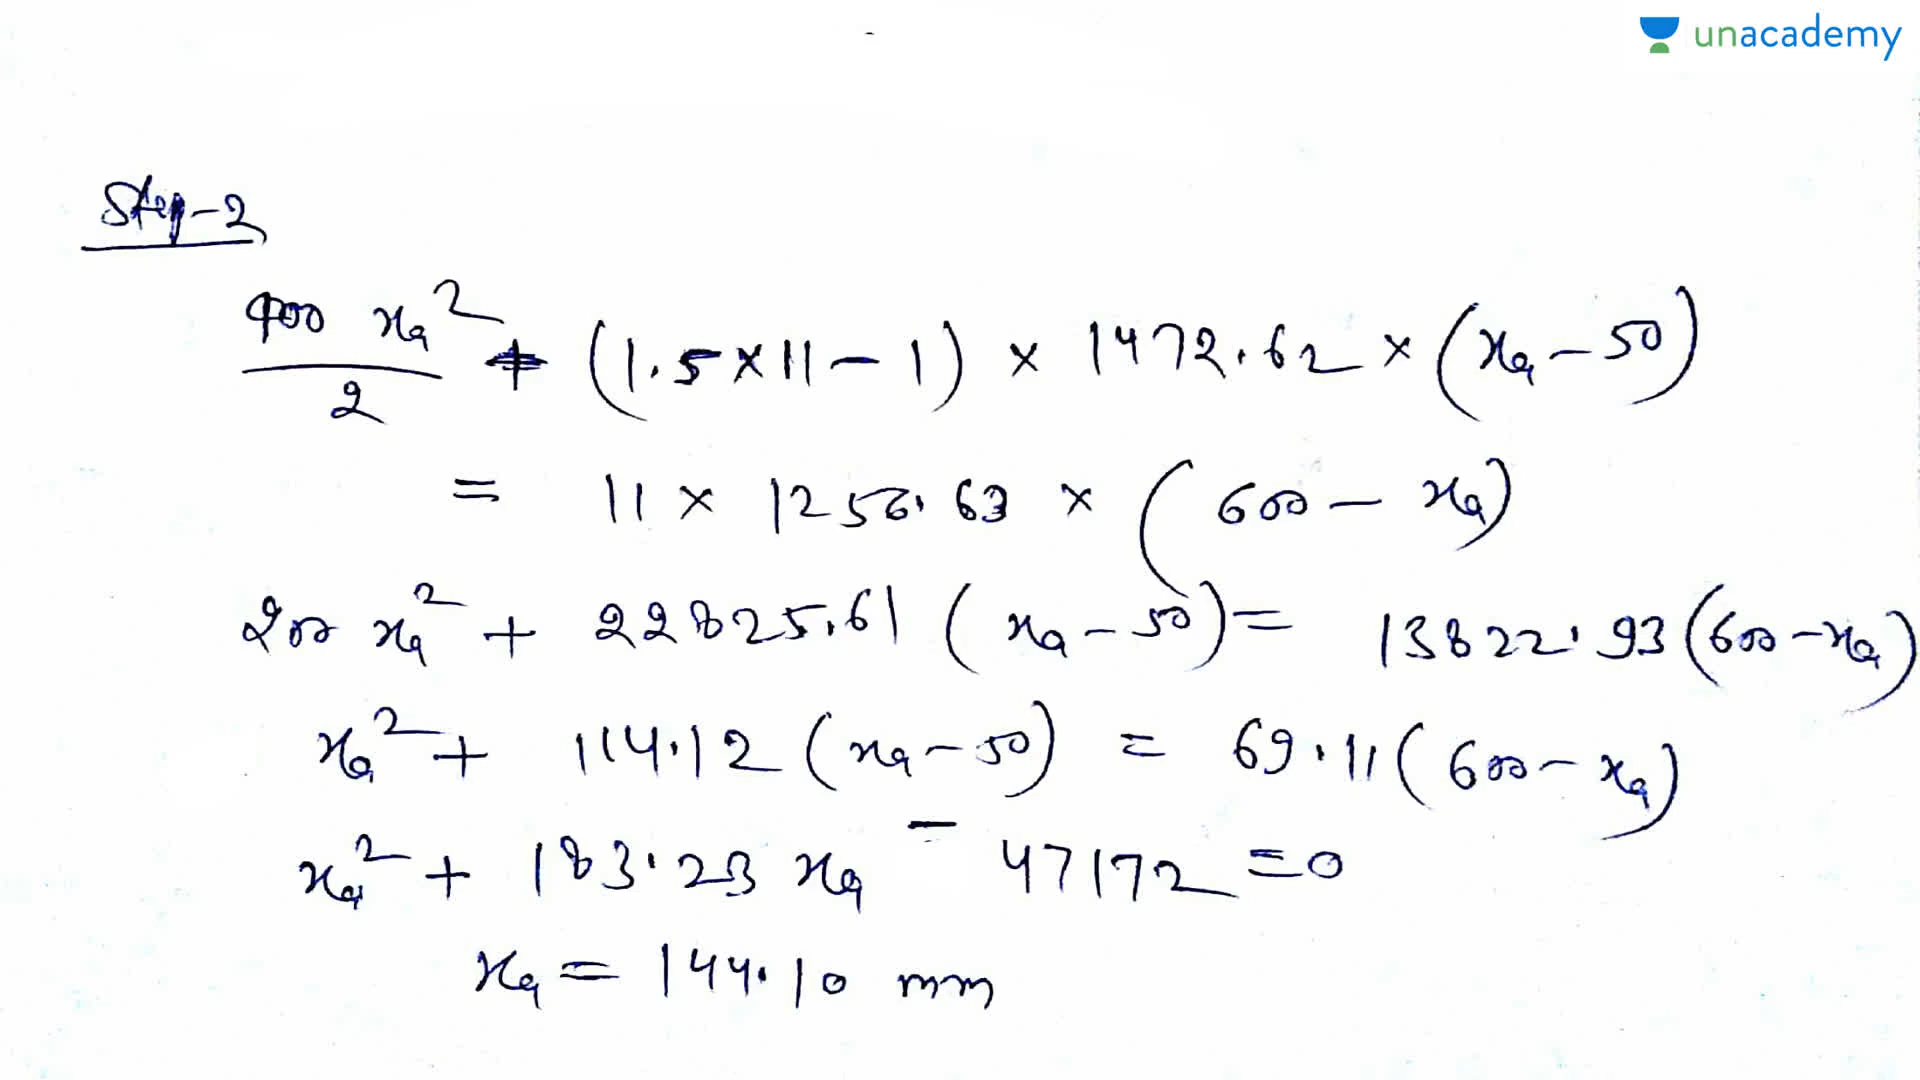 unacademy
Step-2
400 xₐ² / 2 + (1.5 × 11 - 1) × 1472.62 × (xₐ - 50)
= 11 × 1256.63 × (600 - xₐ)
200 xₐ² + 22825.61 (xₐ - 50) = 13822.93 (600 - xₐ)
xₐ² + 114.12 (xₐ - 50) = 69.11 (600 - xₐ)
xₐ² + 183.23 xₐ - 47172 = 0
xₐ = 144.10 mm